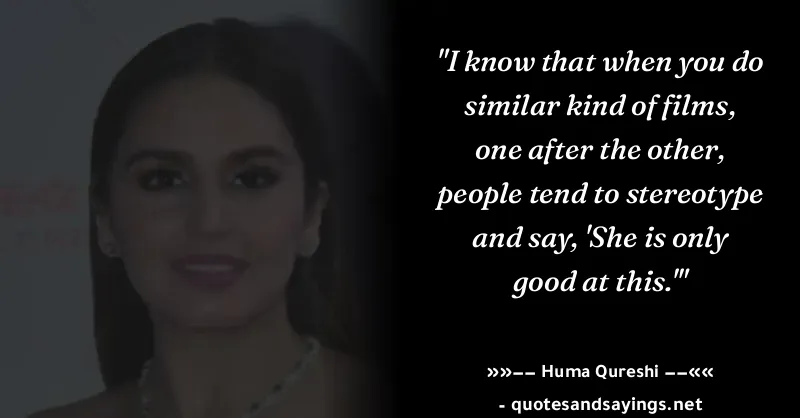 "I know that when you do
similar kind of films,
one after the other,
people tend to stereotype
and say, 'She is only
good at this.'"
»»–– Huma Qureshi ––««
- quotesandsayings.net